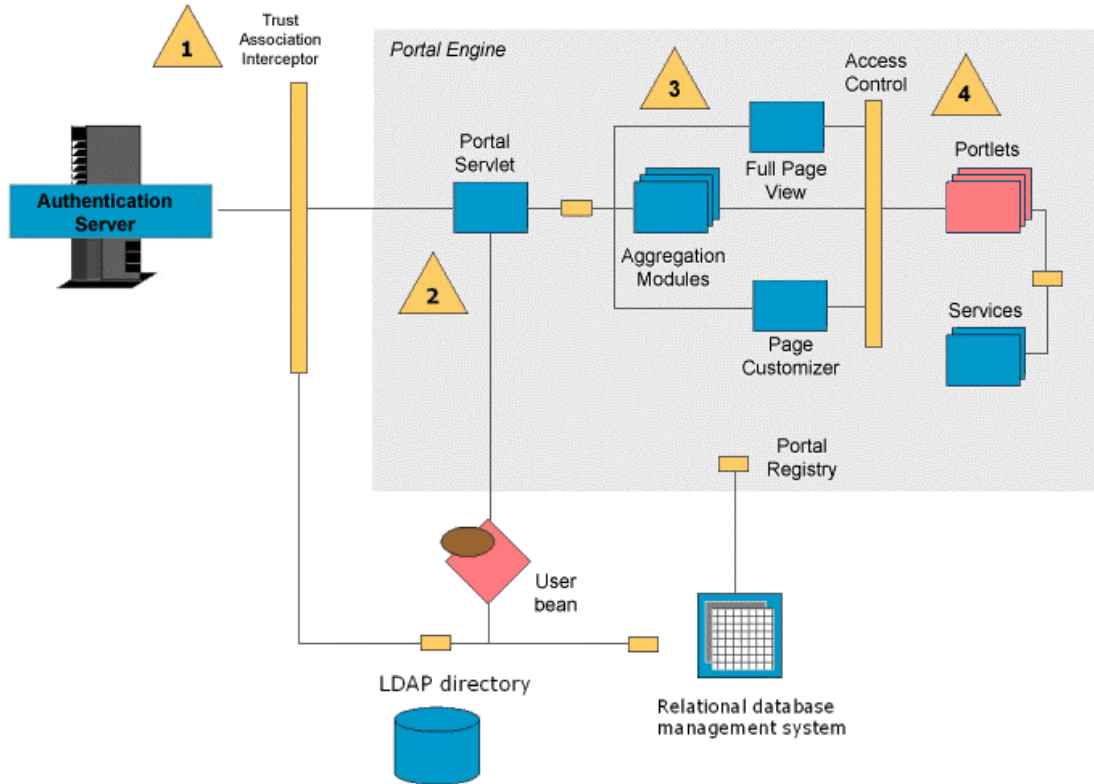 1
Trust
Association
Interceptor
Portal Engine
3
Access
Control
4
Portal
Servlet
Full Page
View
Portlets
Authentication
Server
Aggregation
Modules
2
Page
Customizer
Services
Portal
Registry
User
bean
LDAP directory
Relational database
management system